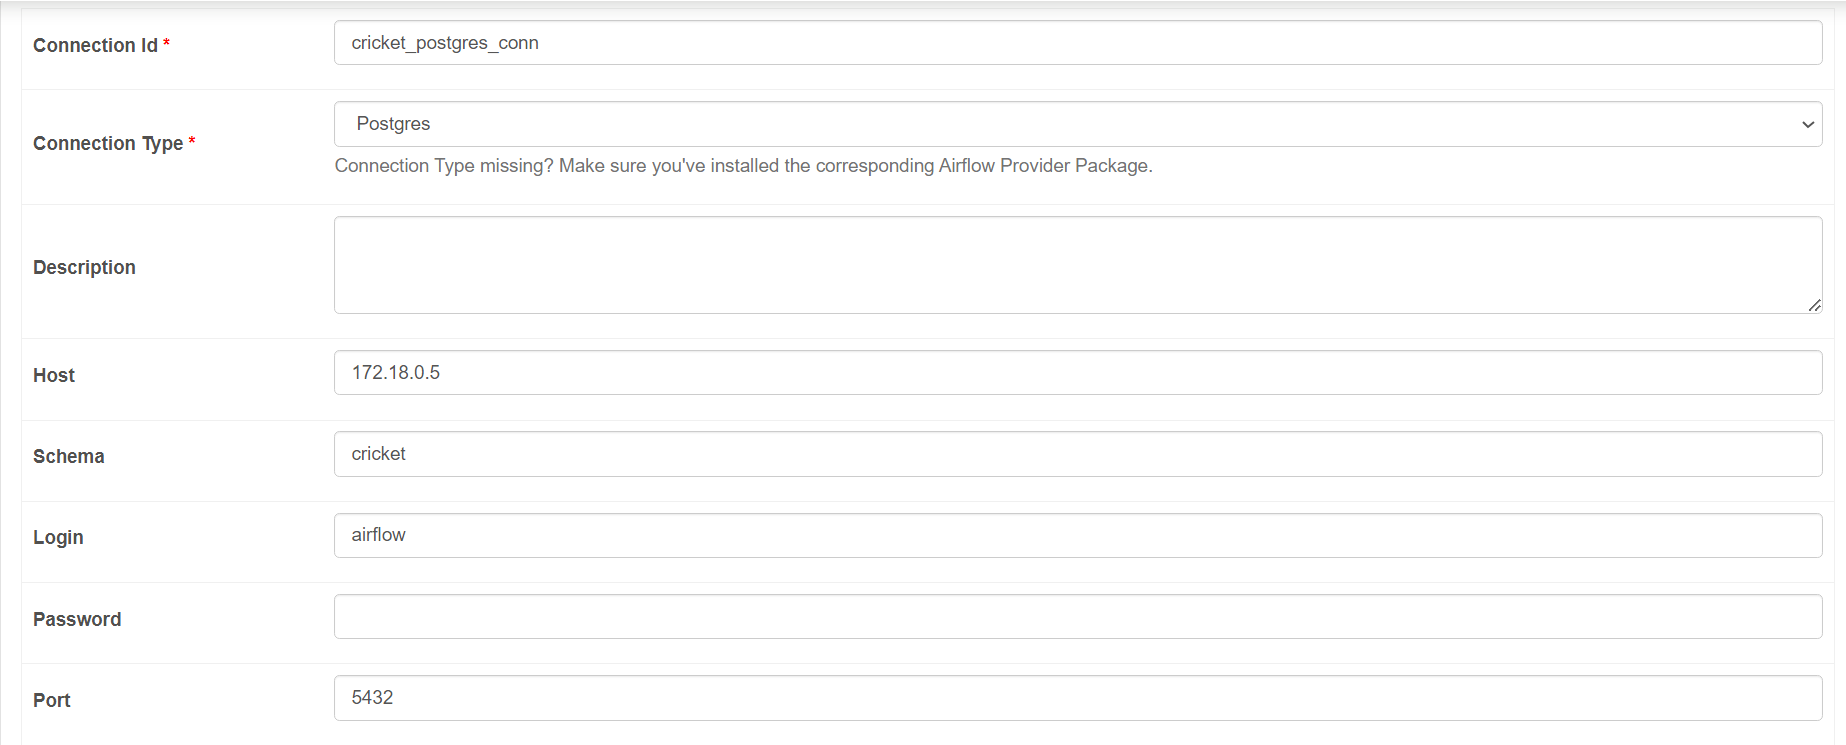 Connection Id *
cricket_postgres_conn
Connection Type *
Postgres
Connection Type missing? Make sure you've installed the corresponding Airflow Provider Package.
Description
Host
172.18.0.5
Schema
cricket
Login
airflow
Password
Port
5432